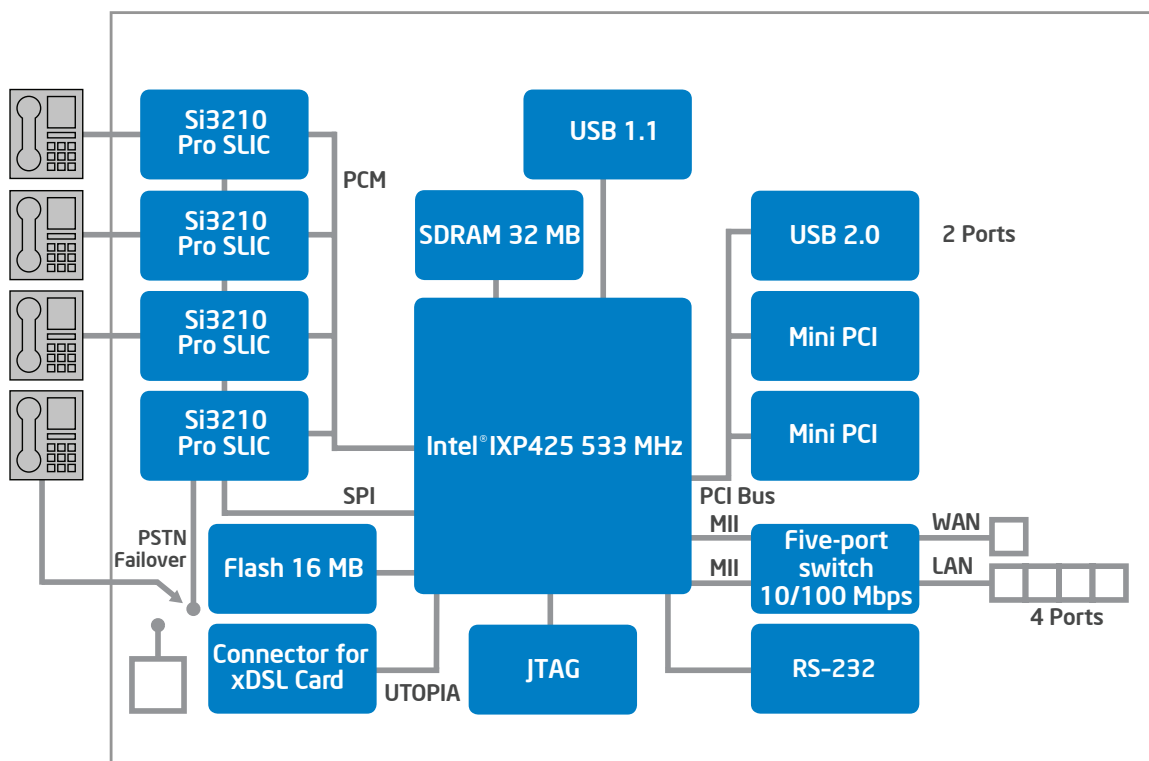 Si3210
Pro SLIC
USB 1.1
PCM
Si3210
Pro SLIC
SDRAM 32 MB
USB 2.0
2 Ports
Si3210
Pro SLIC
Mini PCI
Si3210
Pro SLIC
Intel® IXP425 533 MHz
Mini PCI
SPI
PCI Bus
MII
WAN
PSTN
Failover
Flash 16 MB
Five-port
switch
10/100 Mbps
MII
LAN
4 Ports
Connector for
xDSL Card
UTOPIA
JTAG
RS-232